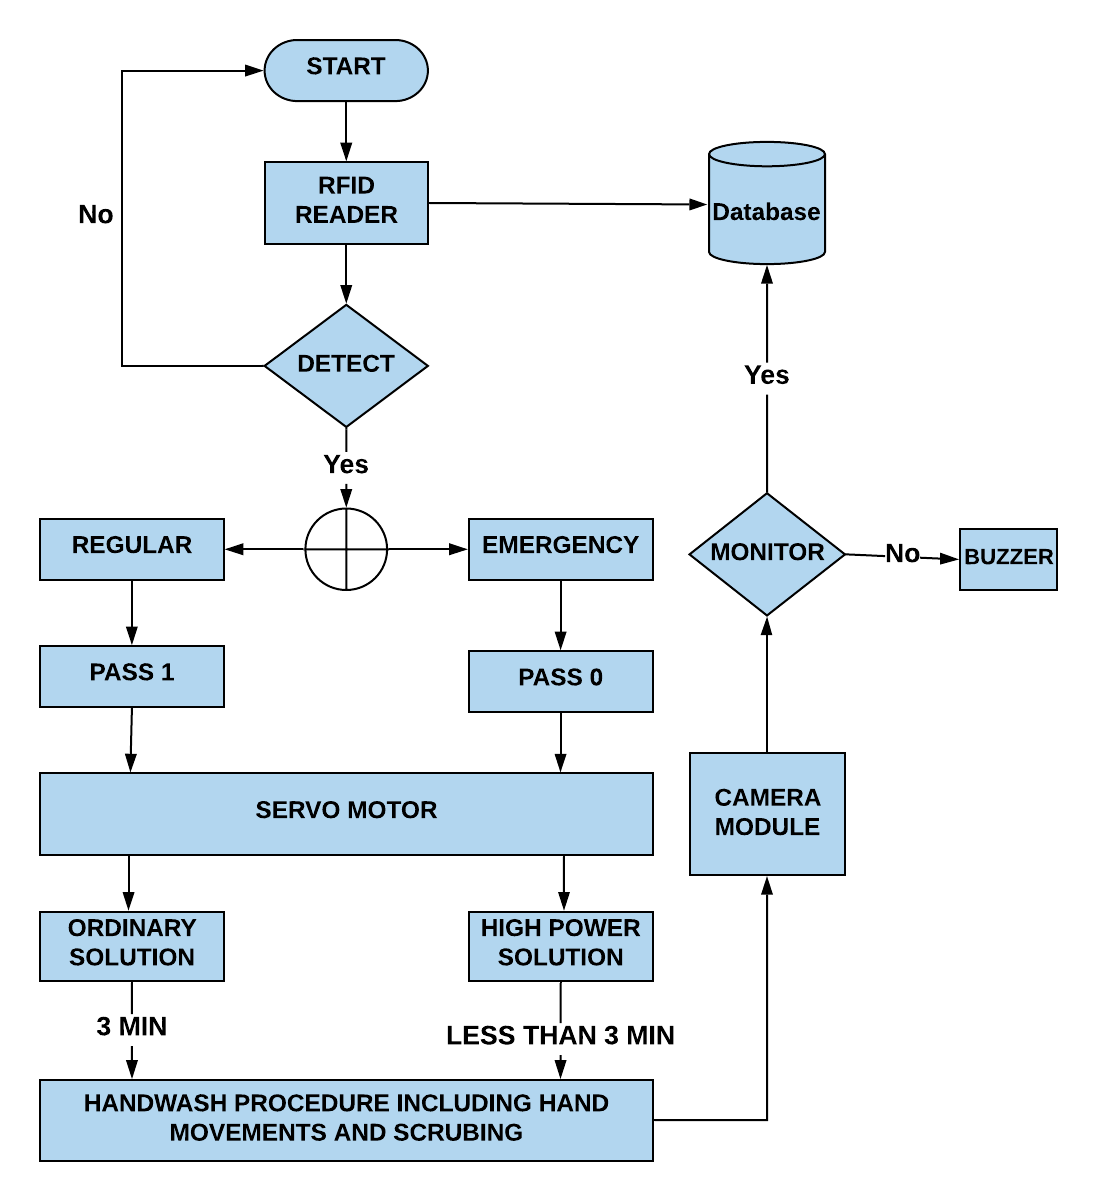 START
RFID
READER
No
Database
DETECT
Yes
Yes
REGULAR
EMERGENCY
MONITOR
No
BUZZER
PASS 1
PASS 0
SERVO MOTOR
CAMERA
MODULE
ORDINARY
SOLUTION
HIGH POWER
SOLUTION
3 MIN
LESS THAN 3 MIN
HANDWASH PROCEDURE INCLUDING HAND
MOVEMENTS AND SCRUBING